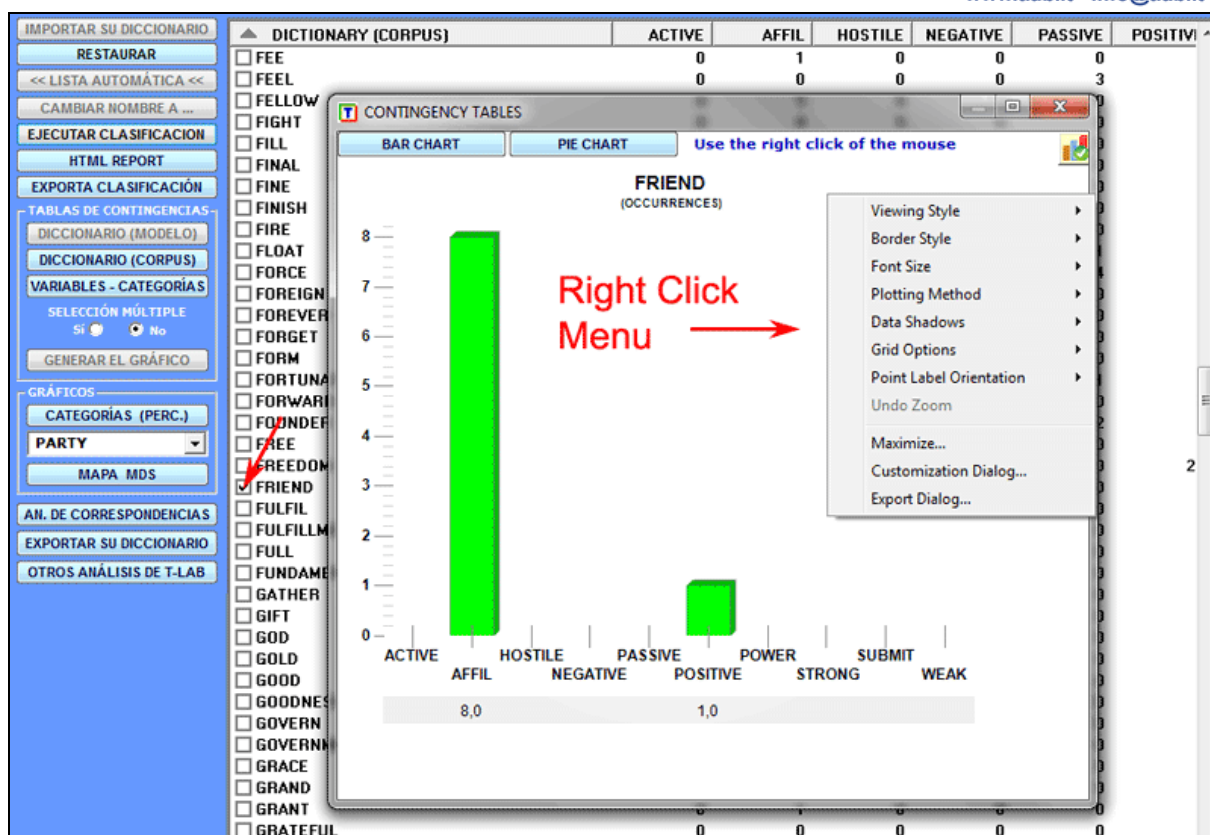 IMPORTAR SU DICCIONARIO
RESTAURAR
<< LISTA AUTOMÁTICA <<
CAMBIAR NOMBRE A ...
EJECUTAR CLASIFICACION
HTML REPORT
EXPORTA CLASIFICACIÓN
TABLAS DE CONTINGENCIAS
DICCIONARIO (MODELO)
DICCIONARIO (CORPUS)
VARIABLES - CATEGORÍAS
SELECCIÓN MÚLTIPLE
Sí No
GENERAR EL GRÁFICO
GRÁFICOS
CATEGORÍAS (PERC.)
PARTY
MAPA MDS
AN. DE CORRESPONDENCIAS
EXPORTAR SU DICCIONARIO
OTROS ANÁLISIS DE T-LAB
DICTIONARY (CORPUS) ACTIVE AFFIL HOSTILE NEGATIVE PASSIVE
FEE 0 1 0 0 0
FEEL 0 0 0 0 3
FELLOW
FIGHT
FILL
FINAL
FINE
FINISH
FIRE
FLOAT
FORCE
FOREIGN
FOREVER
FORGET
FORM
FORTUNA
FORWAR
FOUNDER
FREE
FREEDOM 2
FRIEND
FULFIL
FULFILLM
FULL
FUNDAME
GATHER
GIFT
GOD
GOLD
GOOD
GOODNES
GOVERN
GOVERNM
GRACE
GRAND
GRANT
GRATEFUL 0 0 0 0 0
CONTINGENCY TABLES
BAR CHART PIE CHART Use the right click of the mouse
FRIEND
(OCCURRENCES)
8
7
6
5
4
3
2
1
0
ACTIVE HOSTILE PASSIVE POWER SUBMIT
AFFIL NEGATIVE POSITIVE STRONG WEAK
8,0 1,0
Right Click
Menu
Viewing Style
Border Style
Font Size
Plotting Method
Data Shadows
Grid Options
Point Label Orientation
Undo Zoom
Maximize...
Customization Dialog...
Export Dialog...